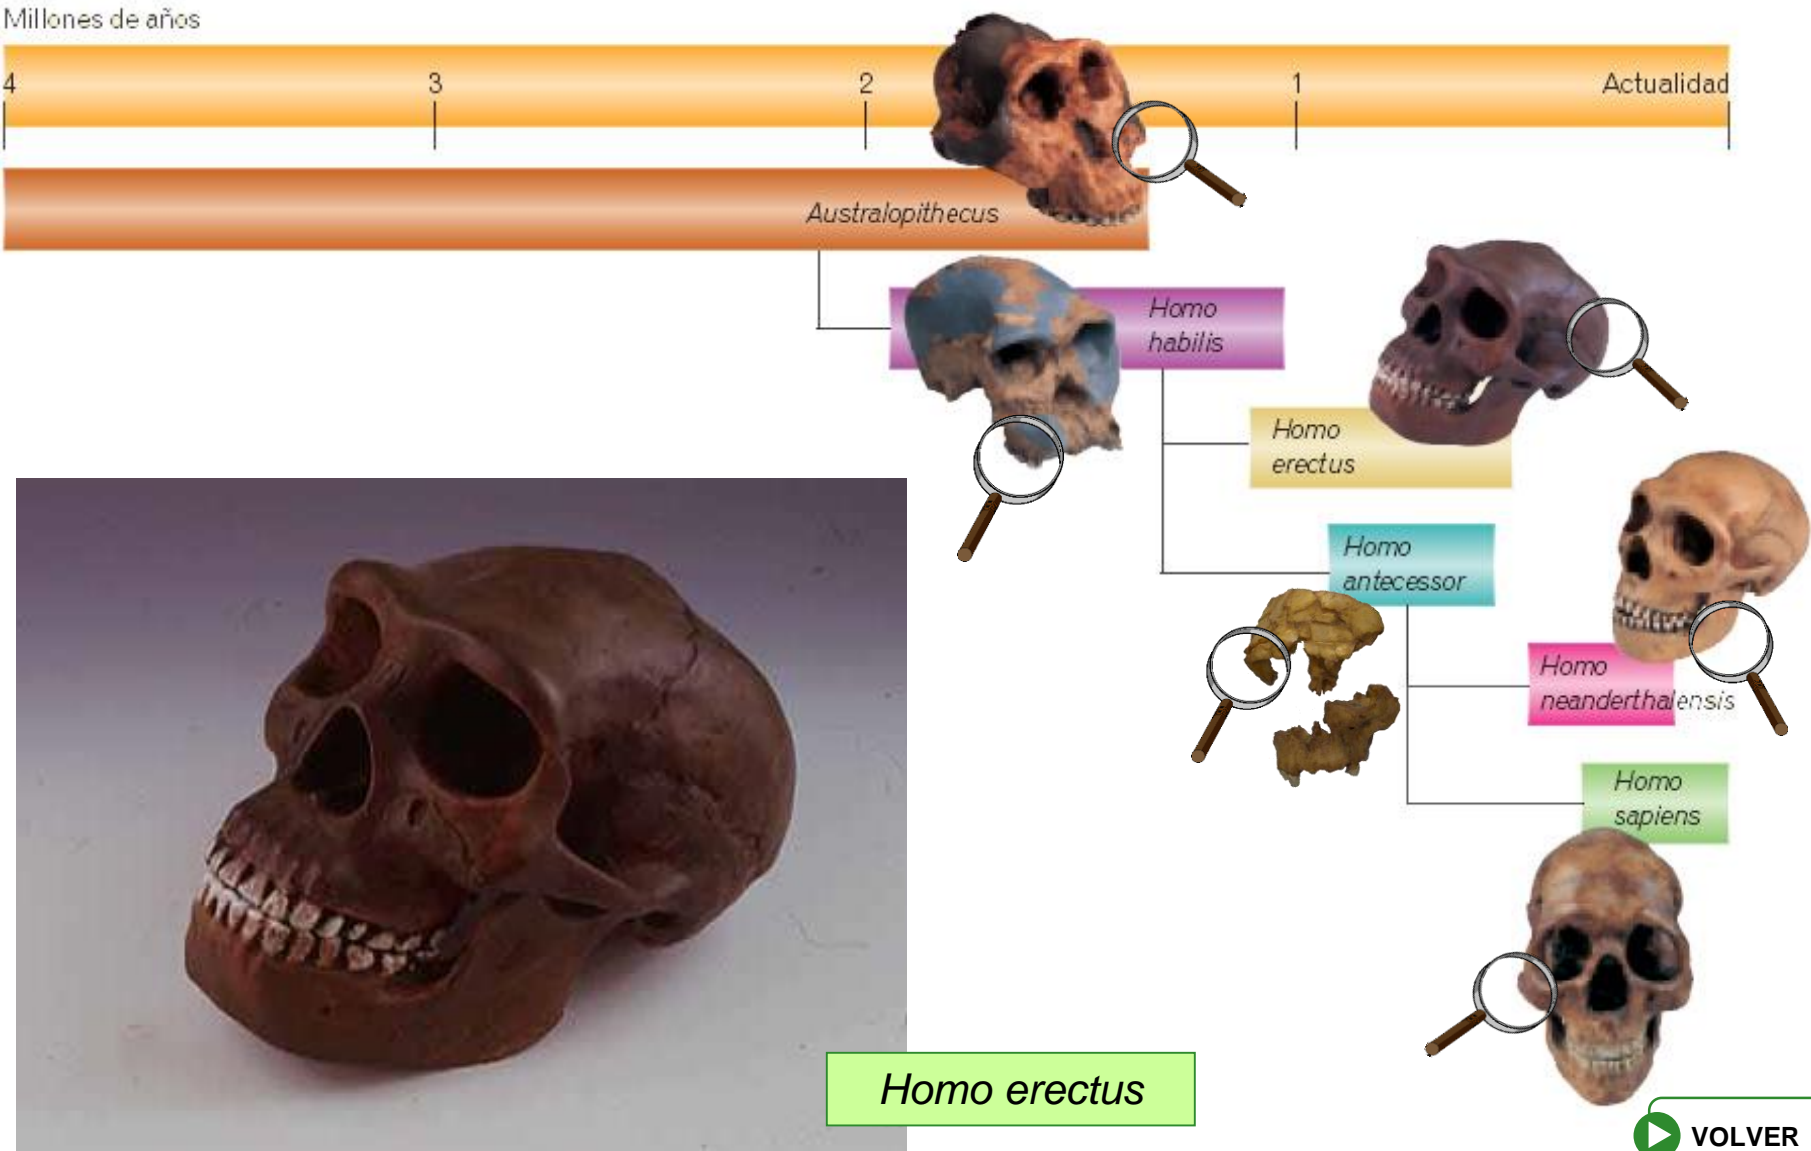 Millones de años
4
3
2
1
Actualidad
Australopithecus
Homo
habilis
Homo
erectus
Homo
antecessor
Homo
neanderthalensis
Homo
sapiens
Homo erectus
VOLVER